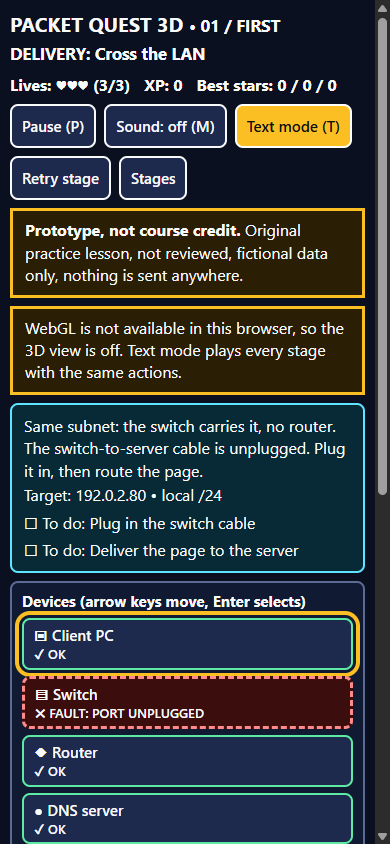 PACKET QUEST 3D • 01 / FIRST
DELIVERY: Cross the LAN
Lives: ♥♥♥ (3/3) XP: 0 Best stars: 0 / 0 / 0
Pause (P) Sound: off (M) Text mode (T)
Retry stage Stages
Prototype, not course credit. Original
practice lesson, not reviewed, fictional data
only, nothing is sent anywhere.
WebGL is not available in this browser, so the
3D view is off. Text mode plays every stage
with the same actions.
Same subnet: the switch carries it, no router.
The switch-to-server cable is unplugged. Plug
it in, then route the page.
Target: 192.0.2.80 • local /24
☐ To do: Plug in the switch cable
☐ To do: Deliver the page to the server
Devices (arrow keys move, Enter selects)
Client PC
✓ OK
Switch
✕ FAULT: PORT UNPLUGGED
◆ Router
✓ OK
● DNS server
✓ OK